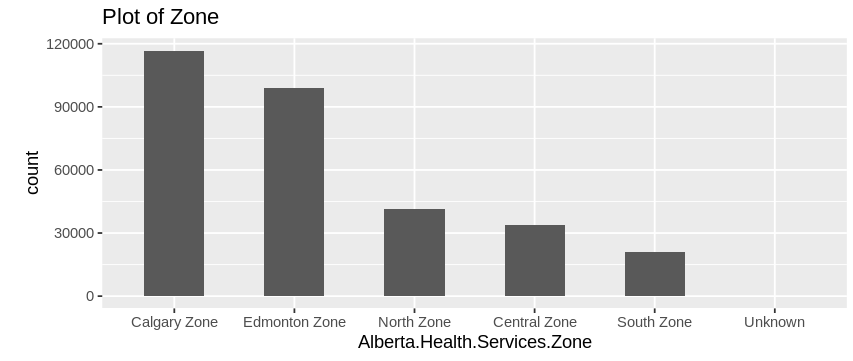 Plot of Zone
120000
90000
60000
30000
0
count
Calgary Zone Edmonton Zone North Zone Central Zone South Zone Unknown
Alberta.Health.Services.Zone